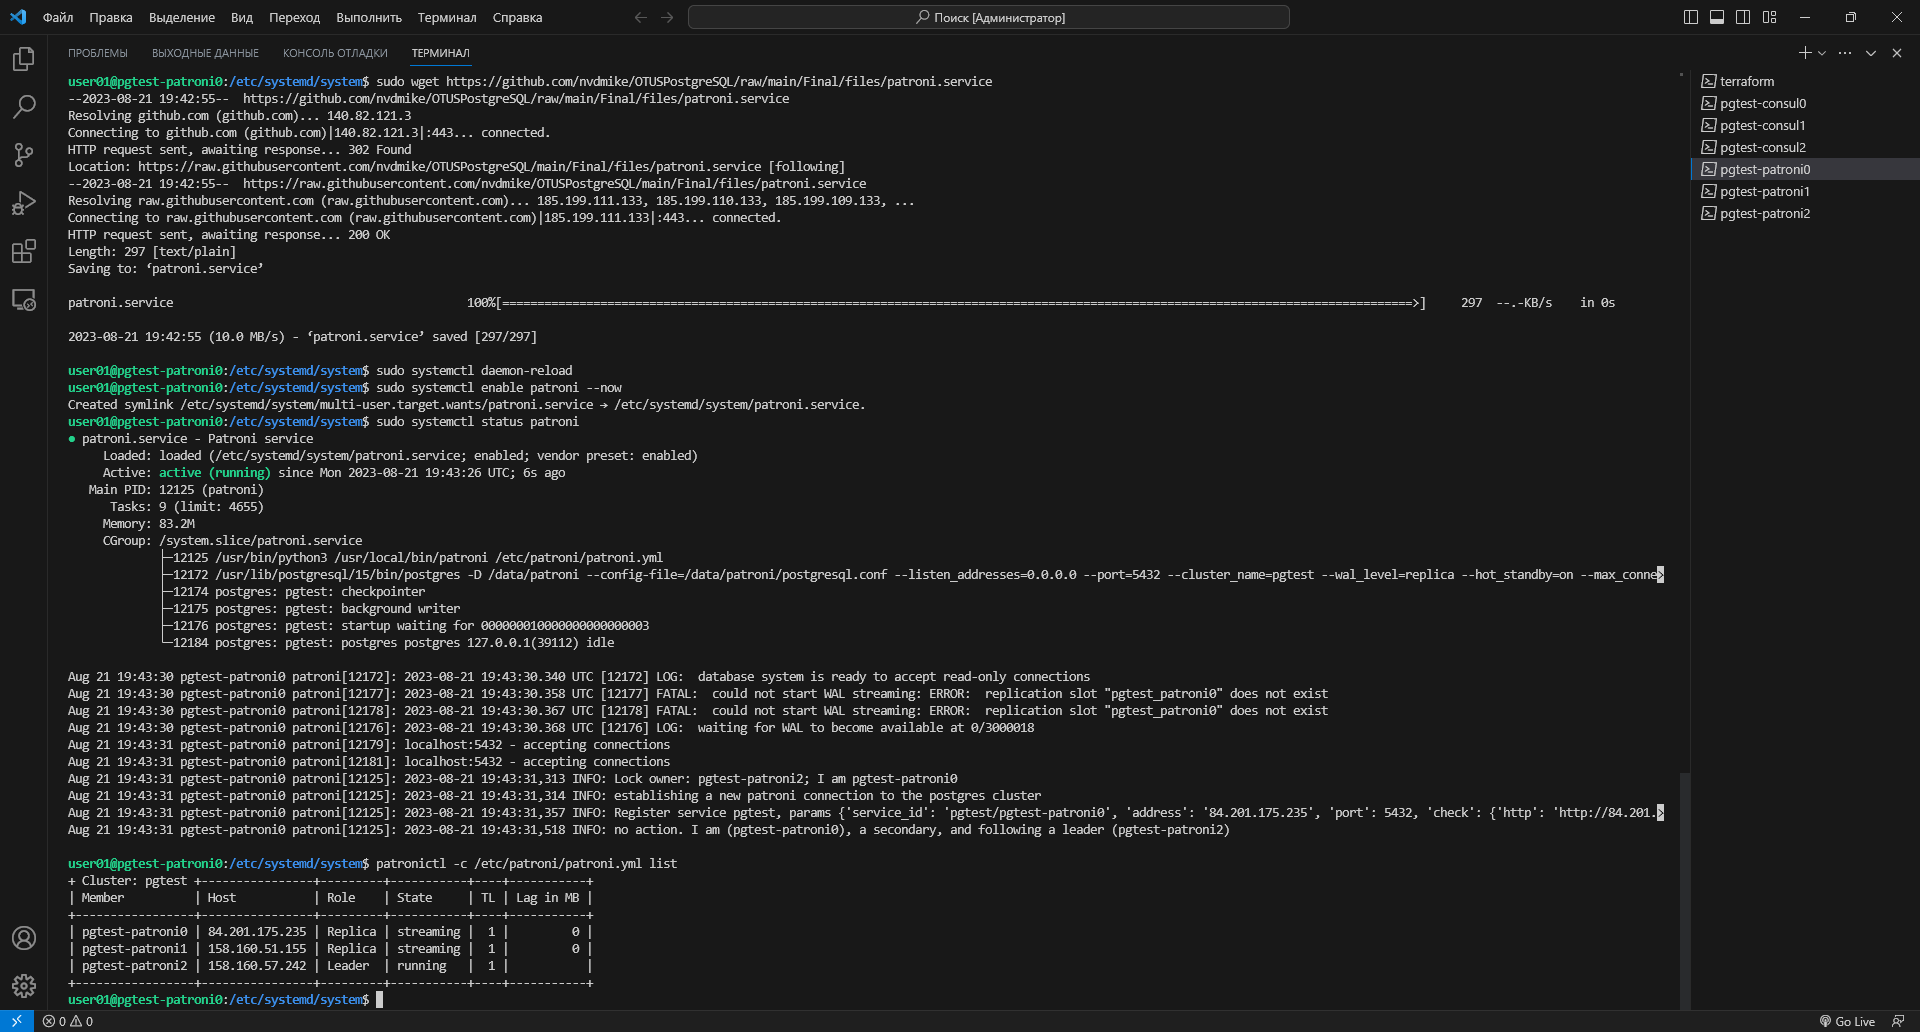 Файл Правка Выделение Вид Переход Выполнить Терминал Справка
Поиск [Администратор]
ПРОБЛЕМЫ ВЫХОДНЫЕ ДАННЫЕ КОНСОЛЬ ОТЛАДКИ ТЕРМИНАЛ
user01@pgtest-patroni0:/etc/systemd/system$ sudo wget https://github.com/nvdmike/OTUSPostgreSQL/raw/main/Final/files/patroni.service
--2023-08-21 19:42:55--  https://github.com/nvdmike/OTUSPostgreSQL/raw/main/Final/files/patroni.service
Resolving github.com (github.com)... 140.82.121.3
Connecting to github.com (github.com)|140.82.121.3|:443... connected.
HTTP request sent, awaiting response... 302 Found
Location: https://raw.githubusercontent.com/nvdmike/OTUSPostgreSQL/main/Final/files/patroni.service [following]
--2023-08-21 19:42:55--  https://raw.githubusercontent.com/nvdmike/OTUSPostgreSQL/main/Final/files/patroni.service
Resolving raw.githubusercontent.com (raw.githubusercontent.com)... 185.199.111.133, 185.199.110.133, 185.199.109.133, ...
Connecting to raw.githubusercontent.com (raw.githubusercontent.com)|185.199.111.133|:443... connected.
HTTP request sent, awaiting response... 200 OK
Length: 297 [text/plain]
Saving to: ‘patroni.service’
patroni.service 100%[==================================================>] 297 --.-KB/s in 0s
2023-08-21 19:42:55 (10.0 MB/s) - ‘patroni.service’ saved [297/297]
user01@pgtest-patroni0:/etc/systemd/system$ sudo systemctl daemon-reload
user01@pgtest-patroni0:/etc/systemd/system$ sudo systemctl enable patroni --now
Created symlink /etc/systemd/system/multi-user.target.wants/patroni.service → /etc/systemd/system/patroni.service.
user01@pgtest-patroni0:/etc/systemd/system$ sudo systemctl status patroni
● patroni.service - Patroni service
Loaded: loaded (/etc/systemd/system/patroni.service; enabled; vendor preset: enabled)
Active: active (running) since Mon 2023-08-21 19:43:26 UTC; 6s ago
Main PID: 12125 (patroni)
Tasks: 9 (limit: 4655)
Memory: 83.2M
CGroup: /system.slice/patroni.service
├─12125 /usr/bin/python3 /usr/local/bin/patroni /etc/patroni/patroni.yml
├─12172 /usr/lib/postgresql/15/bin/postgres -D /data/patroni --config-file=/data/patroni/postgresql.conf --listen_addresses=0.0.0.0 --port=5432 --cluster_name=pgtest --wal_level=replica --hot_standby=on --max_conne>
├─12174 postgres: pgtest: checkpointer
├─12175 postgres: pgtest: background writer
├─12176 postgres: pgtest: startup waiting for 000000010000000000000003
└─12184 postgres: pgtest: postgres postgres 127.0.0.1(39112) idle
Aug 21 19:43:30 pgtest-patroni0 patroni[12172]: 2023-08-21 19:43:30.340 UTC [12172] LOG:  database system is ready to accept read-only connections
Aug 21 19:43:30 pgtest-patroni0 patroni[12177]: 2023-08-21 19:43:30.358 UTC [12177] FATAL:  could not start WAL streaming: ERROR:  replication slot "pgtest_patroni0" does not exist
Aug 21 19:43:30 pgtest-patroni0 patroni[12178]: 2023-08-21 19:43:30.367 UTC [12178] FATAL:  could not start WAL streaming: ERROR:  replication slot "pgtest_patroni0" does not exist
Aug 21 19:43:30 pgtest-patroni0 patroni[12176]: 2023-08-21 19:43:30.368 UTC [12176] LOG:  waiting for WAL to become available at 0/3000018
Aug 21 19:43:31 pgtest-patroni0 patroni[12179]: localhost:5432 - accepting connections
Aug 21 19:43:31 pgtest-patroni0 patroni[12181]: localhost:5432 - accepting connections
Aug 21 19:43:31 pgtest-patroni0 patroni[12125]: 2023-08-21 19:43:31,313 INFO: Lock owner: pgtest-patroni2; I am pgtest-patroni0
Aug 21 19:43:31 pgtest-patroni0 patroni[12125]: 2023-08-21 19:43:31,314 INFO: establishing a new patroni connection to the postgres cluster
Aug 21 19:43:31 pgtest-patroni0 patroni[12125]: 2023-08-21 19:43:31,357 INFO: Register service pgtest, params {'service_id': 'pgtest/pgtest-patroni0', 'address': '84.201.175.235', 'port': 5432, 'check': {'http': 'http://84.201.>
Aug 21 19:43:31 pgtest-patroni0 patroni[12125]: 2023-08-21 19:43:31,518 INFO: no action. I am (pgtest-patroni0), a secondary, and following a leader (pgtest-patroni2)
user01@pgtest-patroni0:/etc/systemd/system$ patronictl -c /etc/patroni/patroni.yml list
+ Cluster: pgtest +----------------+---------+-----------+----+-----------+
| Member          | Host           | Role    | State     | TL | Lag in MB |
+-----------------+----------------+---------+-----------+----+-----------+
| pgtest-patroni0 | 84.201.175.235 | Replica | streaming |  1 |         0 |
| pgtest-patroni1 | 158.160.51.155 | Replica | streaming |  1 |         0 |
| pgtest-patroni2 | 158.160.57.242 | Leader  | running   |  1 |           |
+-----------------+----------------+---------+-----------+----+-----------+
user01@pgtest-patroni0:/etc/systemd/system$
terraform
pgtest-consul0
pgtest-consul1
pgtest-consul2
pgtest-patroni0
pgtest-patroni1
pgtest-patroni2
0 0
Go Live